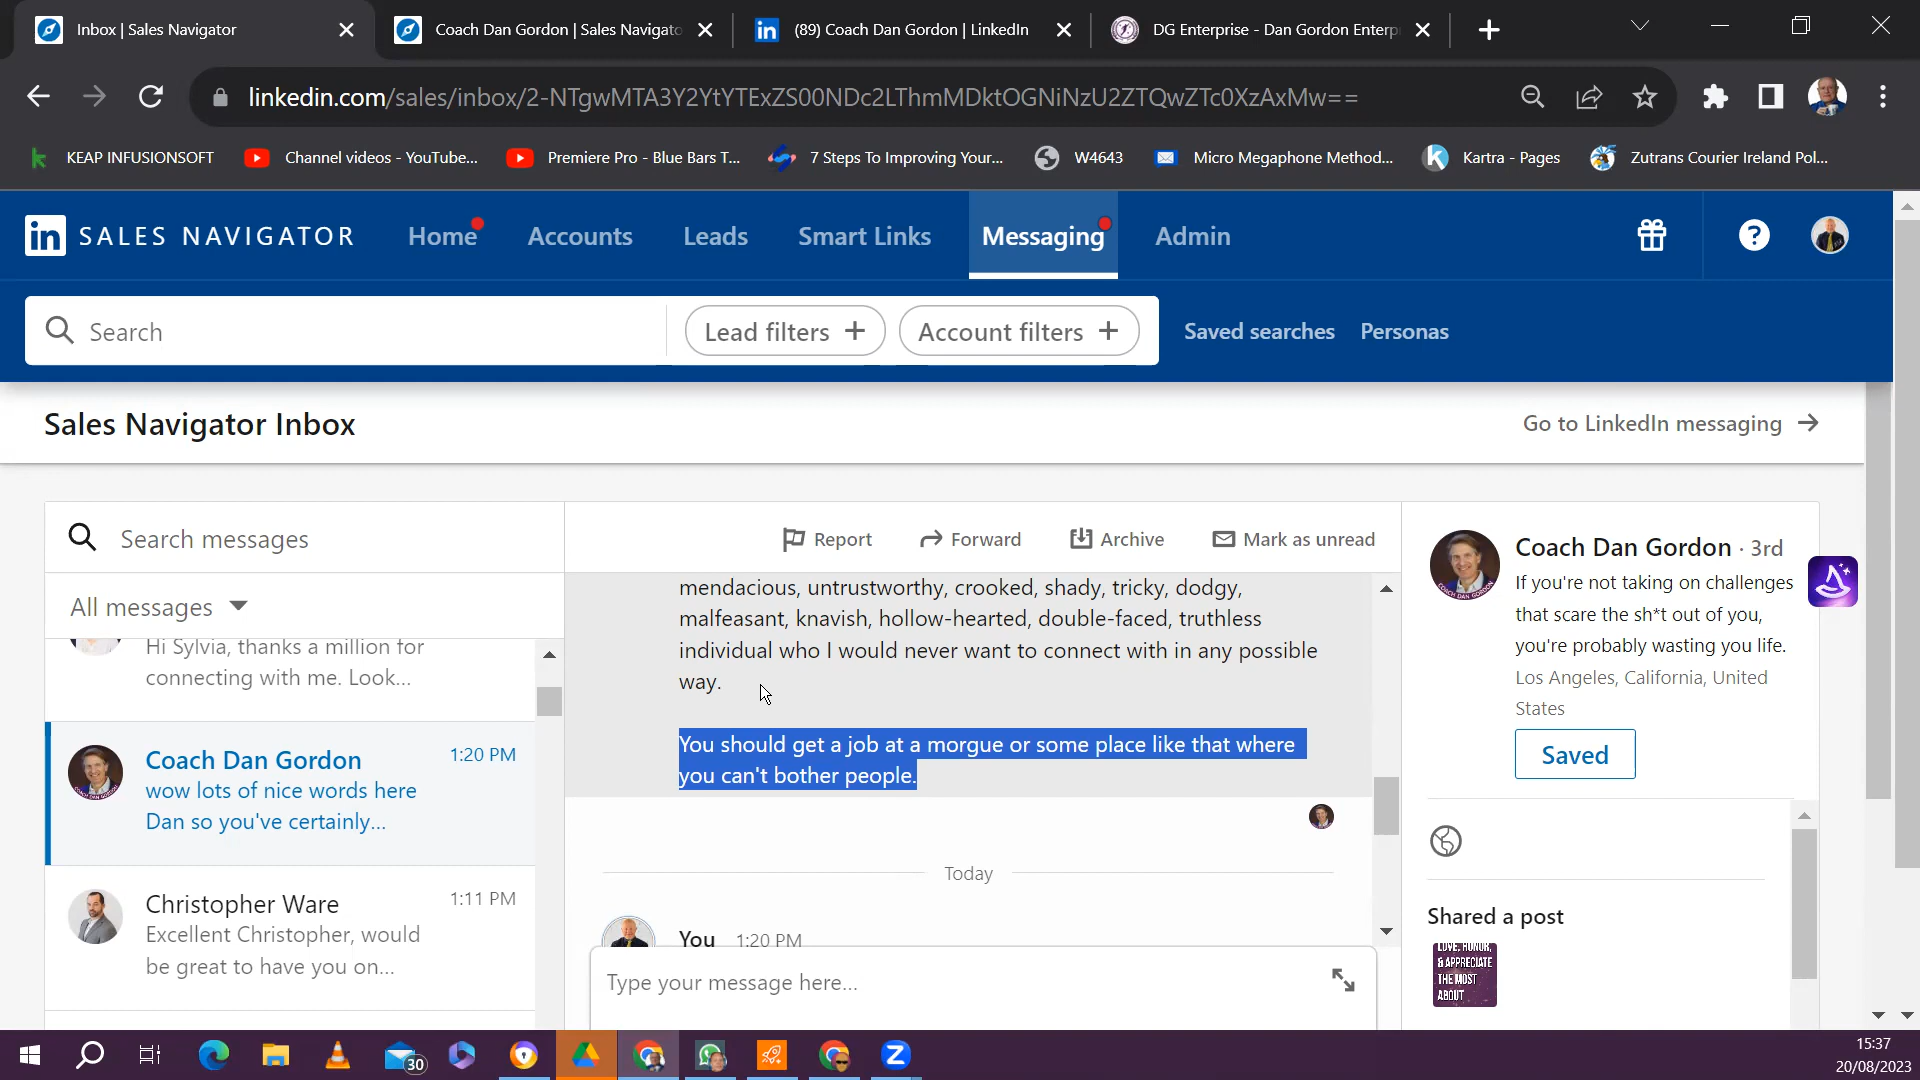 Inbox | Sales Navigator
Coach Dan Gordon | Sales Navigato
(89) Coach Dan Gordon | LinkedIn
DG Enterprise - Dan Gordon Enterp
linkedin.com/sales/inbox/2-NTgwMTA3Y2YtYTExZS00NDc2LThmMDktOGNiNzU2ZTQwZTc0XzAxMw==
KEAP INFUSIONSOFT
Channel videos - YouTube...
Premiere Pro - Blue Bars T...
7 Steps To Improving Your...
W4643
Micro Megaphone Method...
Kartra - Pages
Zutrans Courier Ireland Pol...
in SALES NAVIGATOR
Home
Accounts
Leads
Smart Links
Messaging
Admin
Search
Lead filters +
Account filters +
Saved searches
Personas
Sales Navigator Inbox
Go to LinkedIn messaging →
Search messages
Report
Forward
Archive
Mark as unread
All messages
Hi Sylvia, thanks a million for
connecting with me. Look...
Coach Dan Gordon
1:20 PM
wow lots of nice words here
Dan so you've certainly...
Christopher Ware
1:11 PM
Excellent Christopher, would
be great to have you on...
mendacious, untrustworthy, crooked, shady, tricky, dodgy,
malfeasant, knavish, hollow-hearted, double-faced, truthless
individual who I would never want to connect with in any possible
way.
You should get a job at a morgue or some place like that where
you can't bother people.
Today
You 1:20 PM
Type your message here...
Coach Dan Gordon · 3rd
If you're not taking on challenges
that scare the sh*t out of you,
you're probably wasting you life.
Los Angeles, California, United
States
Saved
Shared a post
LOVE, HONOR,
& APPRECIATE
THE MOST
ABOUT
30
15:37
20/08/2023